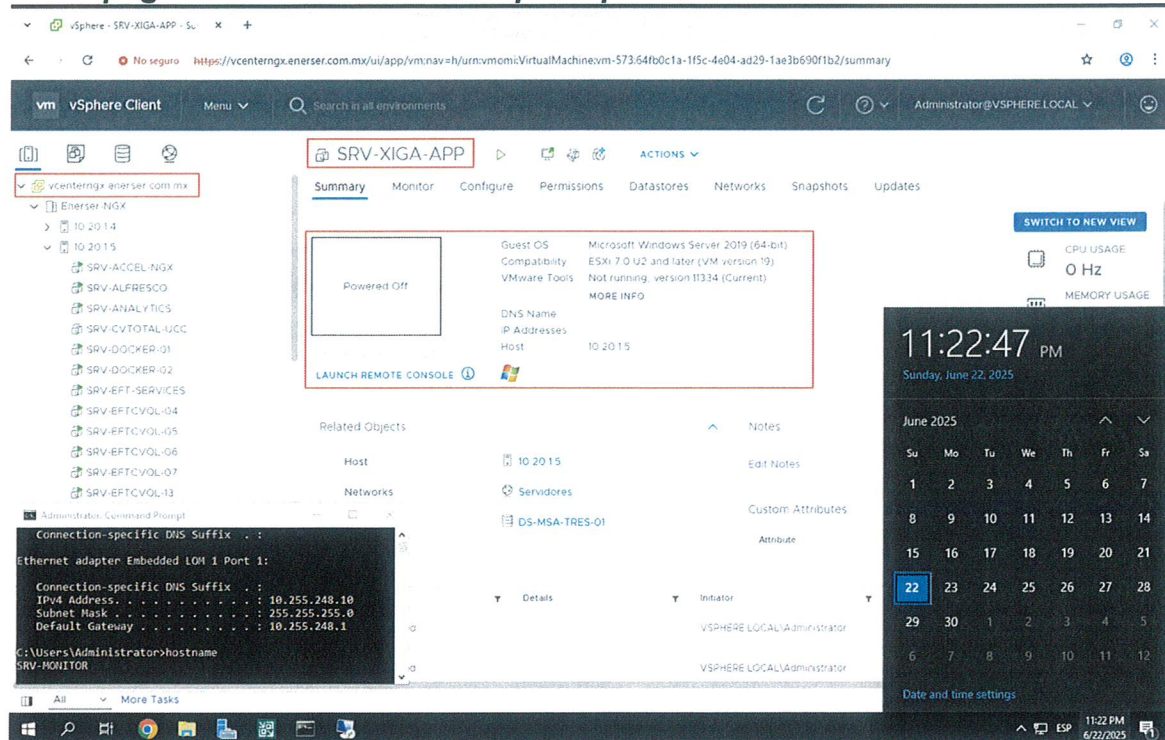 vSphere - SRV-XIGA-APP - Su
No seguro https://vcenterngx.enerser.com.mx/ui/app/vm;nav=h/urn:vmomi:VirtualMachine:vm-573:64fb0c1a-1f5c-4e04-ad29-1ae3b690f1b2/summary
vm vSphere Client Menu Search in all environments Administrator@VSPHERE.LOCAL
SRV-XIGA-APP ACTIONS
Summary Monitor Configure Permissions Datastores Networks Snapshots Updates
vcenterngx.enerser.com.mx
Enerser-NGX
10.20.1.4
10.20.1.5
SRV-ACCEL-NGX
SRV-ALFRESCO
SRV-ANALYTICS
SRV-CVTOTAL-UCC
SRV-DOCKER-01
SRV-DOCKER-02
SRV-EFT-SERVICES
SRV-EFTCVOL-04
SRV-EFTCVOL-05
SRV-EFTCVOL-06
SRV-EFTCVOL-07
SRV-EFTCVOL-13
SWITCH TO NEW VIEW
Powered Off
Guest OS Microsoft Windows Server 2019 (64-bit)
Compatibility ESXi 7.0 U2 and later (VM version 19)
VMware Tools Not running, version:11334 (Current)
MORE INFO
DNS Name
IP Addresses
Host 10.20.1.5
LAUNCH REMOTE CONSOLE
CPU USAGE
0 Hz
MEMORY USAGE
Related Objects
Host 10.20.1.5
Networks Servidores
DS-MSA-TRES-01
Notes
Edit Notes
Custom Attributes
Attribute
Details Initiator
VSPHERE.LOCAL\Administrator
VSPHERE.LOCAL\Administrator
Administrator: Command Prompt
Connection-specific DNS Suffix . :
Ethernet adapter Embedded LOM 1 Port 1:
Connection-specific DNS Suffix . :
IPv4 Address. . . . . . . . . . . : 10.255.248.10
Subnet Mask . . . . . . . . . . . : 255.255.255.0
Default Gateway . . . . . . . . . : 10.255.248.1
C:\Users\Administrator>hostname
SRV-MONITOR
All More Tasks
11:22:47 PM
Sunday, June 22, 2025
June 2025
Su Mo Tu We Th Fr Sa
1 2 3 4 5 6 7
8 9 10 11 12 13 14
15 16 17 18 19 20 21
22 23 24 25 26 27 28
29 30 1 2 3 4 5
6 7 8 9 10 11 12
Date and time settings
ESP 11:22 PM
6/22/2025